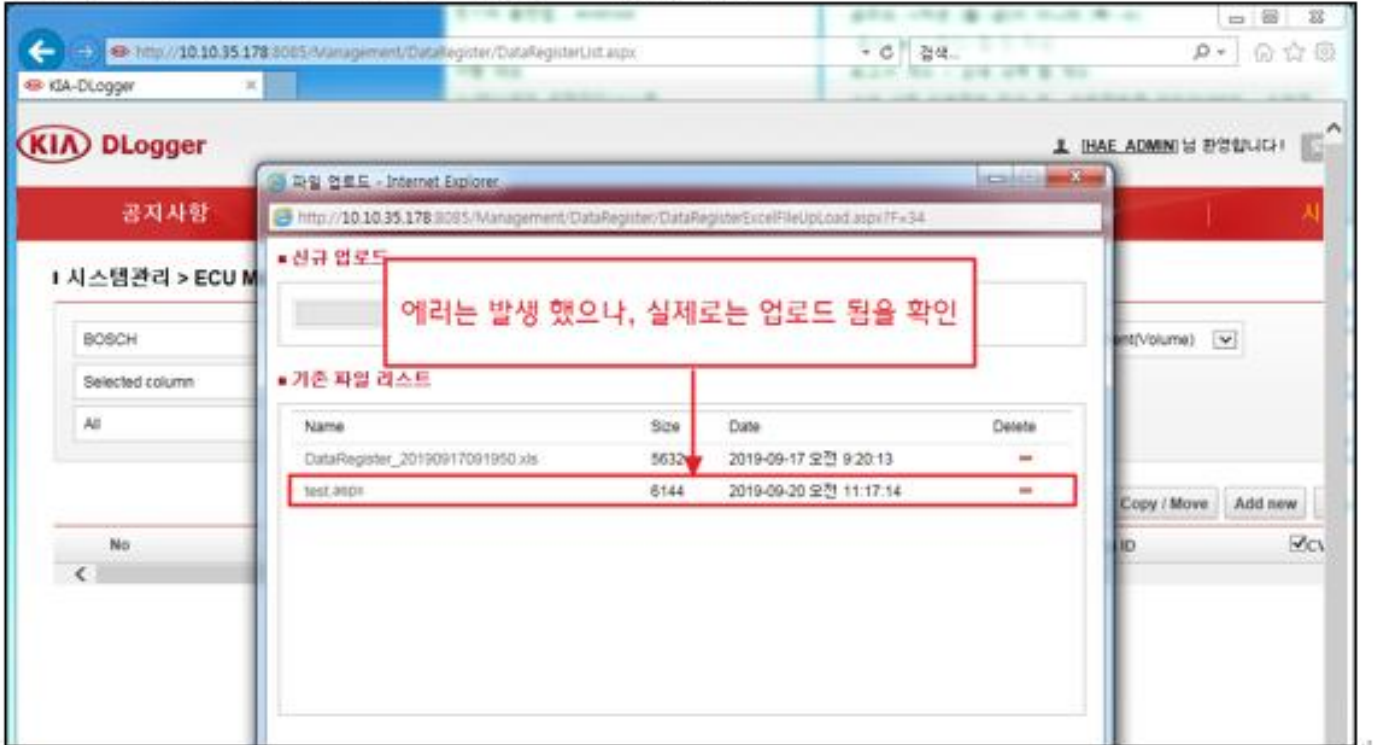 http://10.10.35.178:8085/Management/DataRegister/DataRegisterList.aspx
검색...
KIA-DLogger
KIA DLogger
[HAE_ADMIN]님 환영합니다!
공지사항
시
시스템관리 > ECU M
파일 업로드 - Internet Explorer
http://10.10.35.178:8085/Management/DataRegister/DataRegisterExcelFileUpLoad.aspx?F=34
신규 업로드
에러는 발생 했으나, 실제로는 업로드 됨을 확인
BOSCH
ent(Volume)
Selected column
All
기존 파일 리스트
Name Size Date Delete
DataRegister_20190917091950.xls 5632 2019-09-17 오전 9:20:13
test.aspx 6144 2019-09-20 오전 11:17:14
Copy / Move Add new
No ID CV